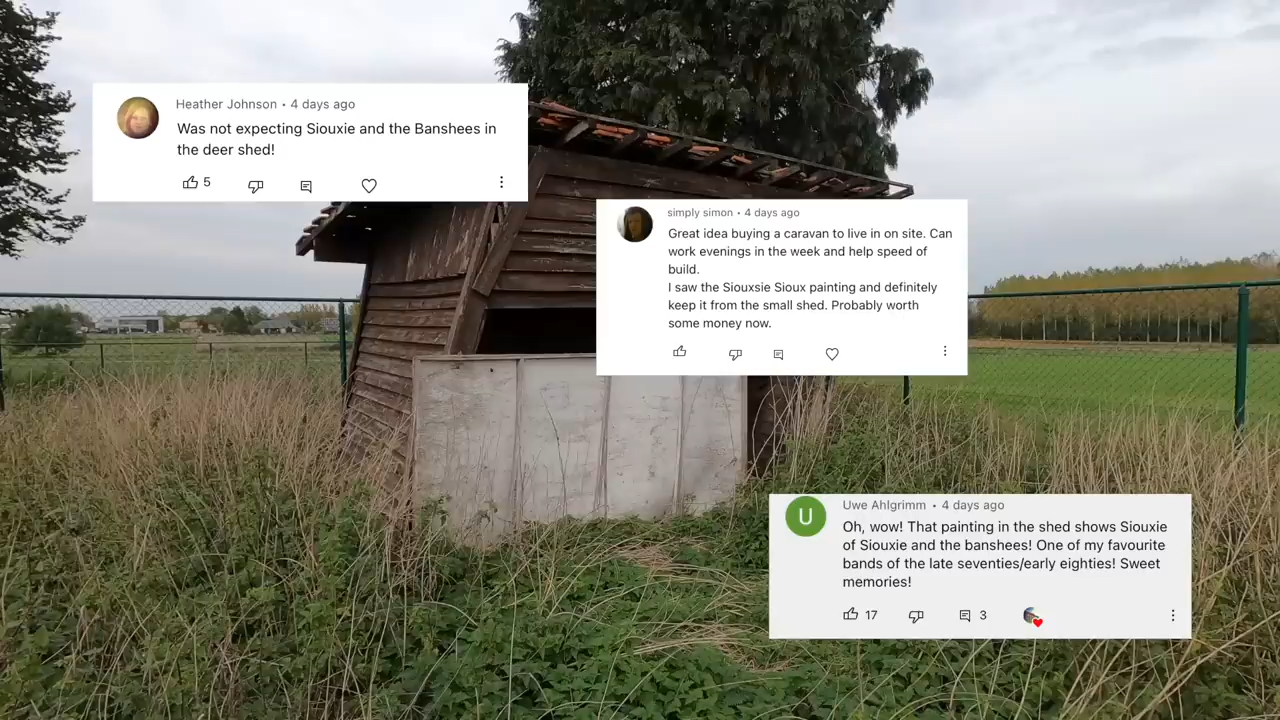 Heather Johnson • 4 days ago
Was not expecting Siouxie and the Banshees in
the deer shed!
5
simply simon • 4 days ago
Great idea buying a caravan to live in on site. Can
work evenings in the week and help speed of
build.
I saw the Siouxsie Sioux painting and definitely
keep it from the small shed. Probably worth
some money now.
U
Uwe Ahlgrimm • 4 days ago
Oh, wow! That painting in the shed shows Siouxie
of Siouxie and the banshees! One of my favourite
bands of the late seventies/early eighties! Sweet
memories!
17 3